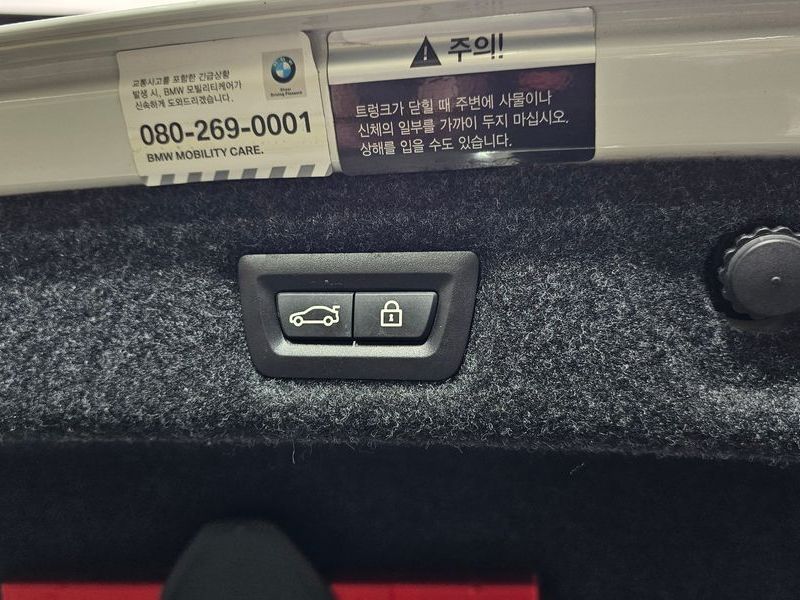 교통사고를 포함한 긴급상황
발생 시, BMW 모빌리티케어가
신속하게 도와드리겠습니다.
BMW
Sheer
Driving Pleasure
080-269-0001
BMW MOBILITY CARE.
주의!
트렁크가 닫힐 때 주변에 사물이나
신체의 일부를 가까이 두지 마십시오.
상해를 입을 수도 있습니다.